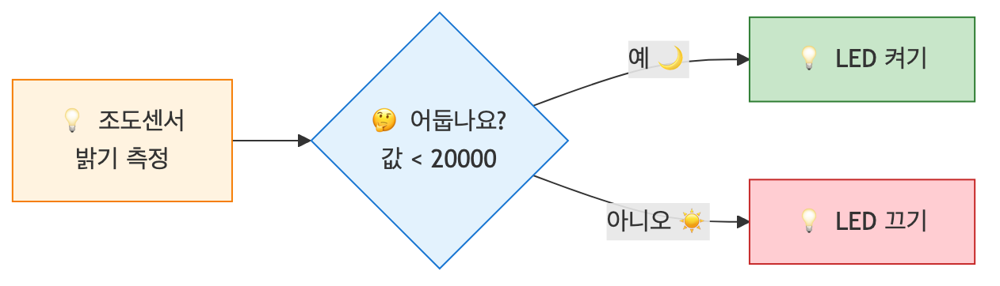 💡 조도센서
밝기 측정
🤔 어둡나요?
값 < 20000
예 🌙
💡 LED 켜기
아니오 ☀️
💡 LED 끄기